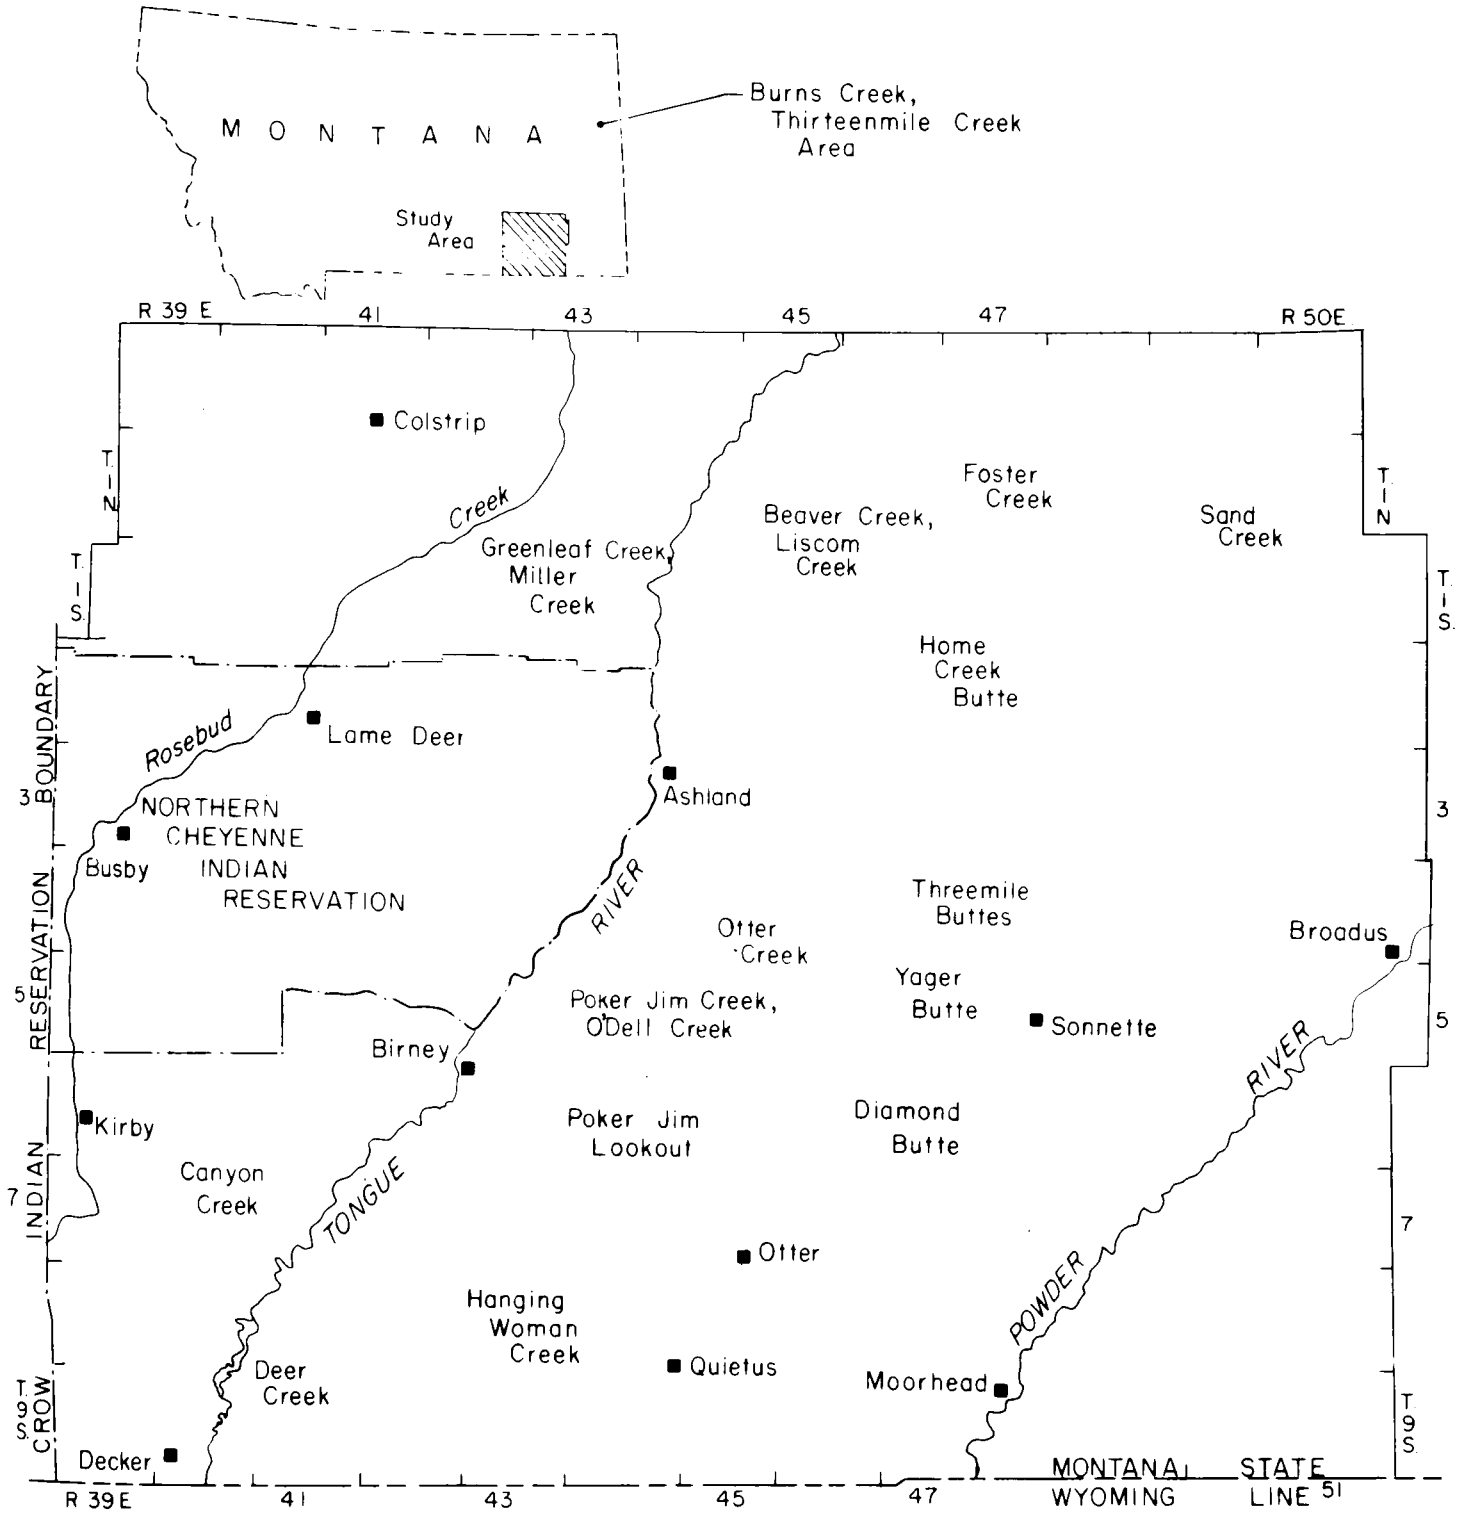 MONTANA
Burns Creek,
Thirteenmile Creek
Area
Study
Area
R 39 E
41
43
45
47
R 50E
T.
I
N
T.
I
S.
Colstrip
Creek
Greenleaf Creek,
Miller
Creek
Beaver Creek,
Liscom
Creek
Foster
Creek
Sand
Creek
T.
I
N
T.
I
S.
Home
Creek
Butte
Rosebud
Lame Deer
Ashland
3
3
NORTHERN
CHEYENNE
INDIAN
RESERVATION
Busby
RIVER
Threemile
Buttes
Otter
Creek
Broadus
Yager
Butte
5
5
Poker Jim Creek,
O'Dell Creek
Sonnette
Birney
RIVER
Kirby
Poker Jim
Lookout
Diamond
Butte
Canyon
Creek
TONGUE
7
7
Otter
POWDER
Hanging
Woman
Creek
Quietus
Moorhead
Deer
Creek
Decker
T.
9
S.
T.
9
S.
CROW INDIAN RESERVATION BOUNDARY
MONTANA STATE
WYOMING LINE
R 39 E
41
43
45
47
51